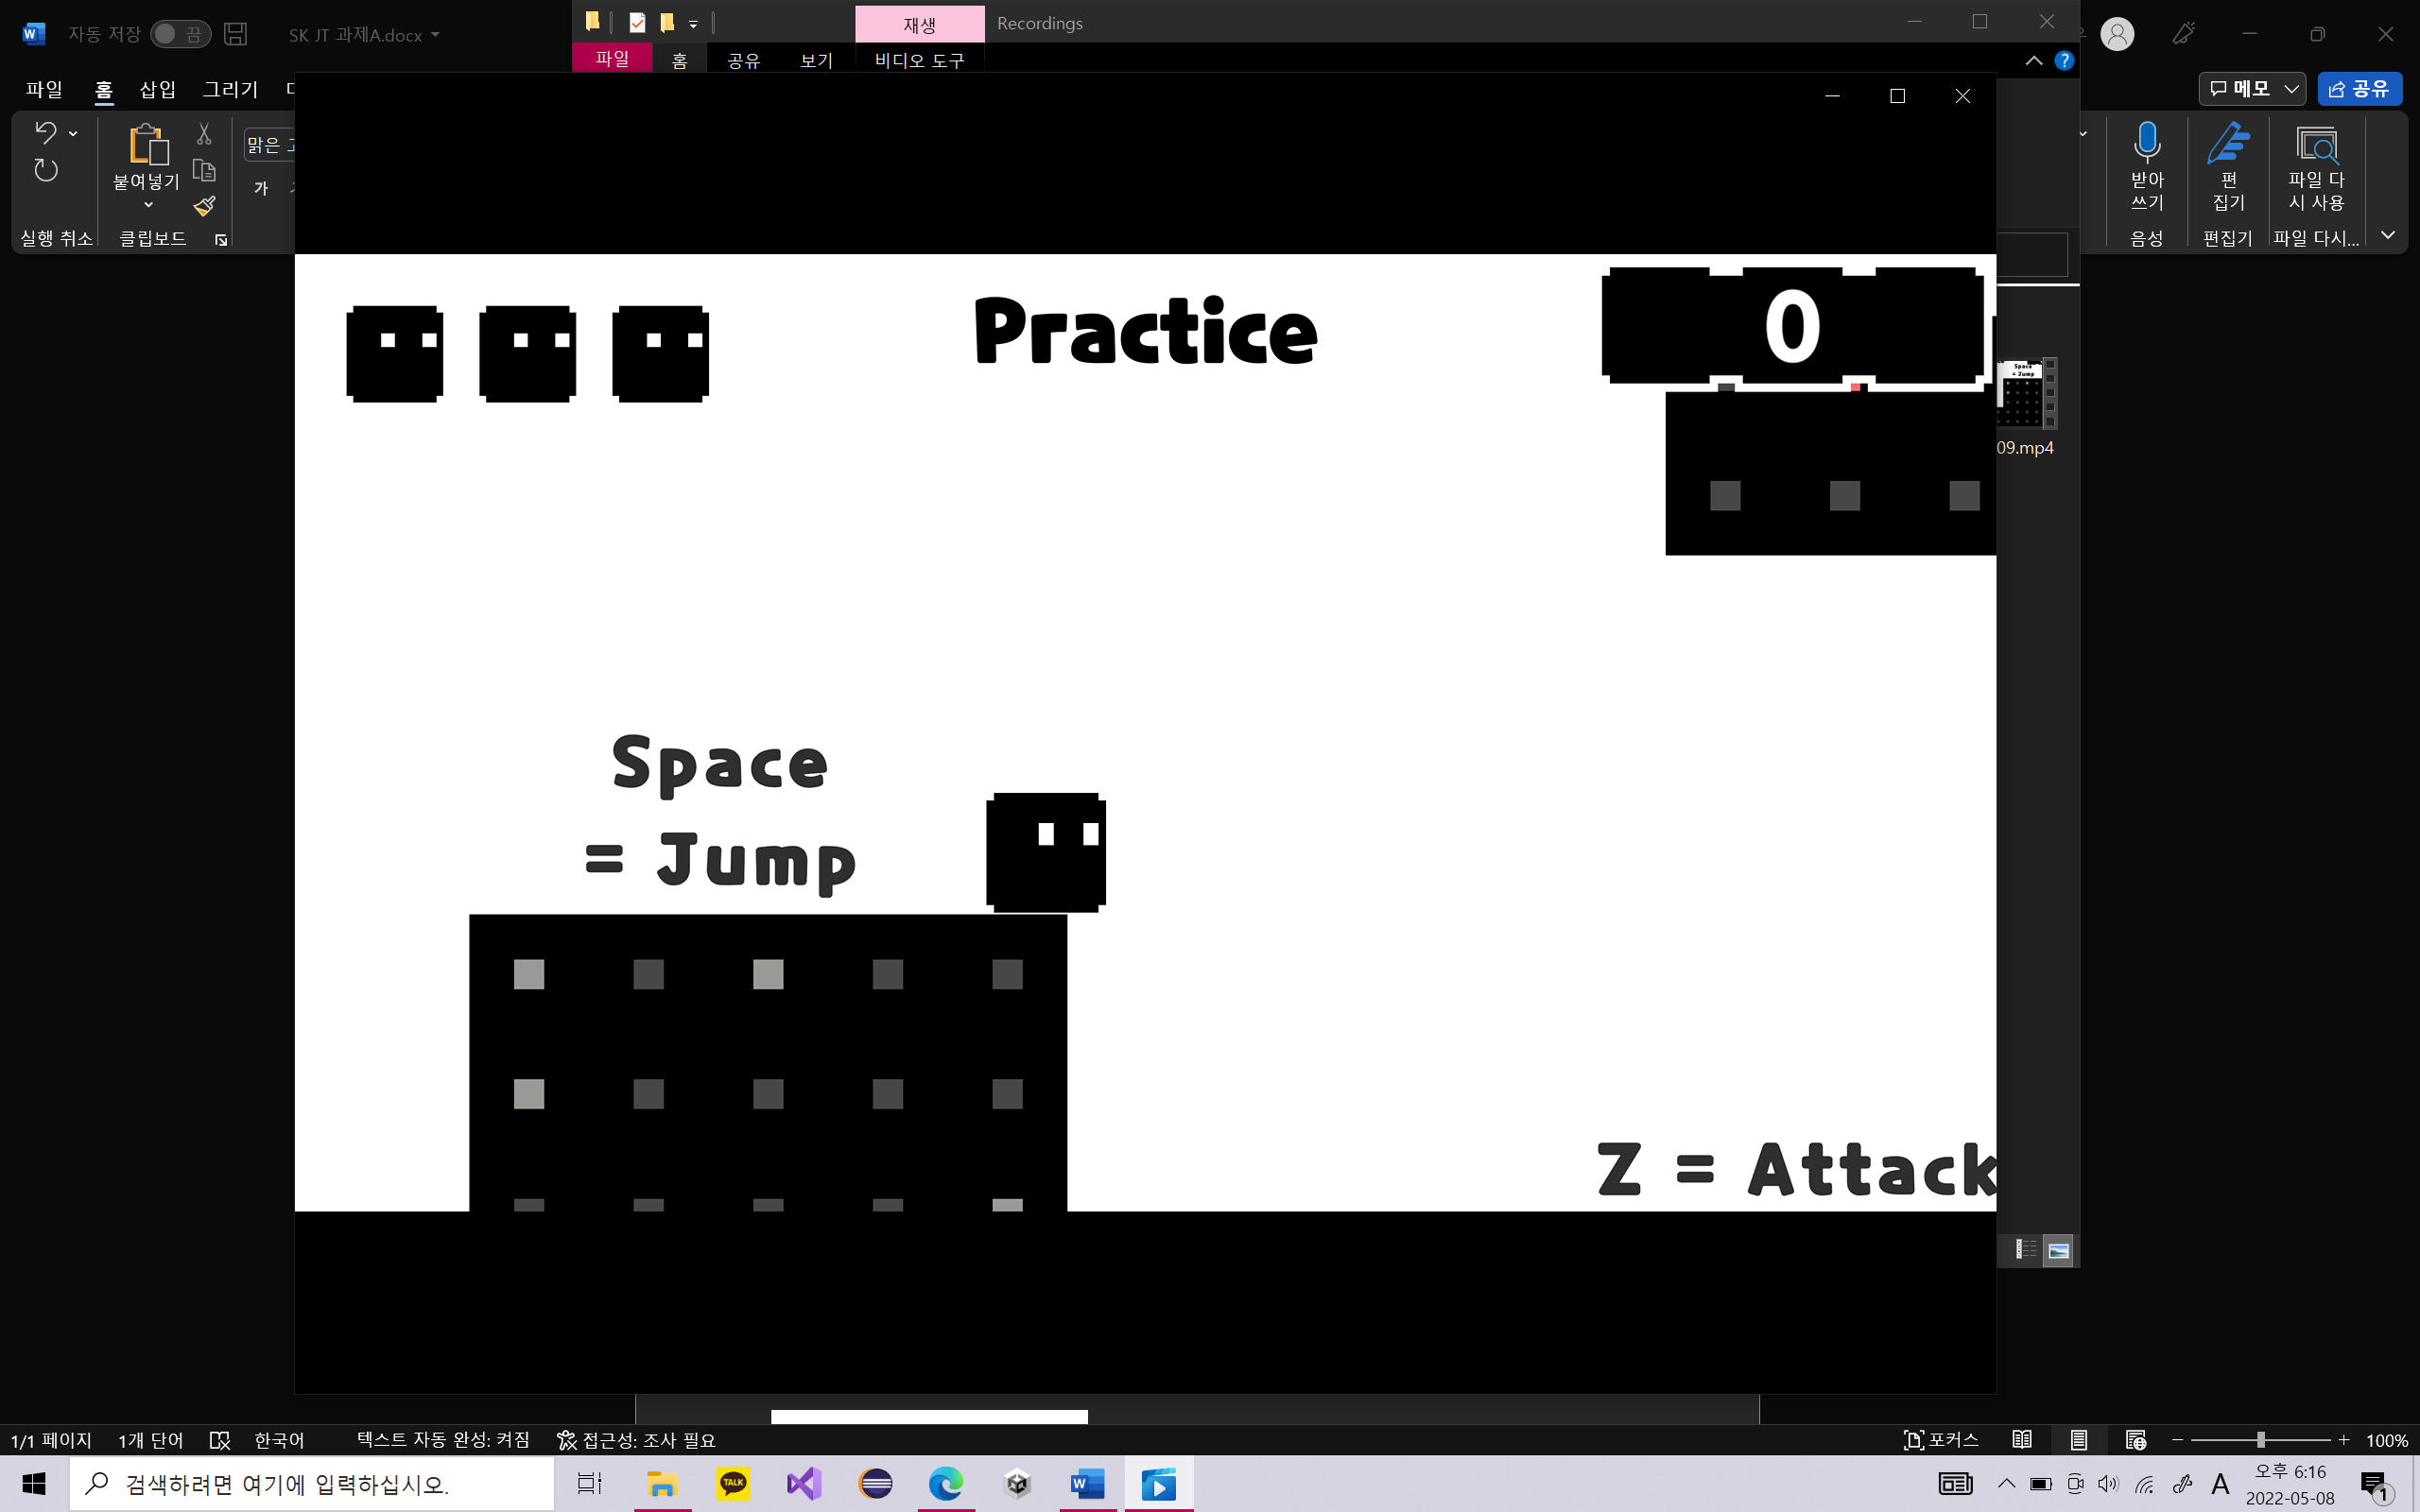 자동 저장 끔 SK JT 과제A.docx
재생 Recordings
파일 홈 공유 보기 비디오 도구
파일 홈 삽입 그리기
메모 공유
맑은
가
붙여넣기
받아
쓰기
편
집기
파일 다
시 사용
실행 취소 클립보드 음성 편집기 파일 다시...
Practice
0
Space
= Jump
09.mp4
Space
= Jump
Z = Attack
1/1 페이지 1개 단어 한국어 텍스트 자동 완성: 켜짐 접근성: 조사 필요 포커스 100%
검색하려면 여기에 입력하십시오.
TALK
A
오후 6:16
2022-05-08
1